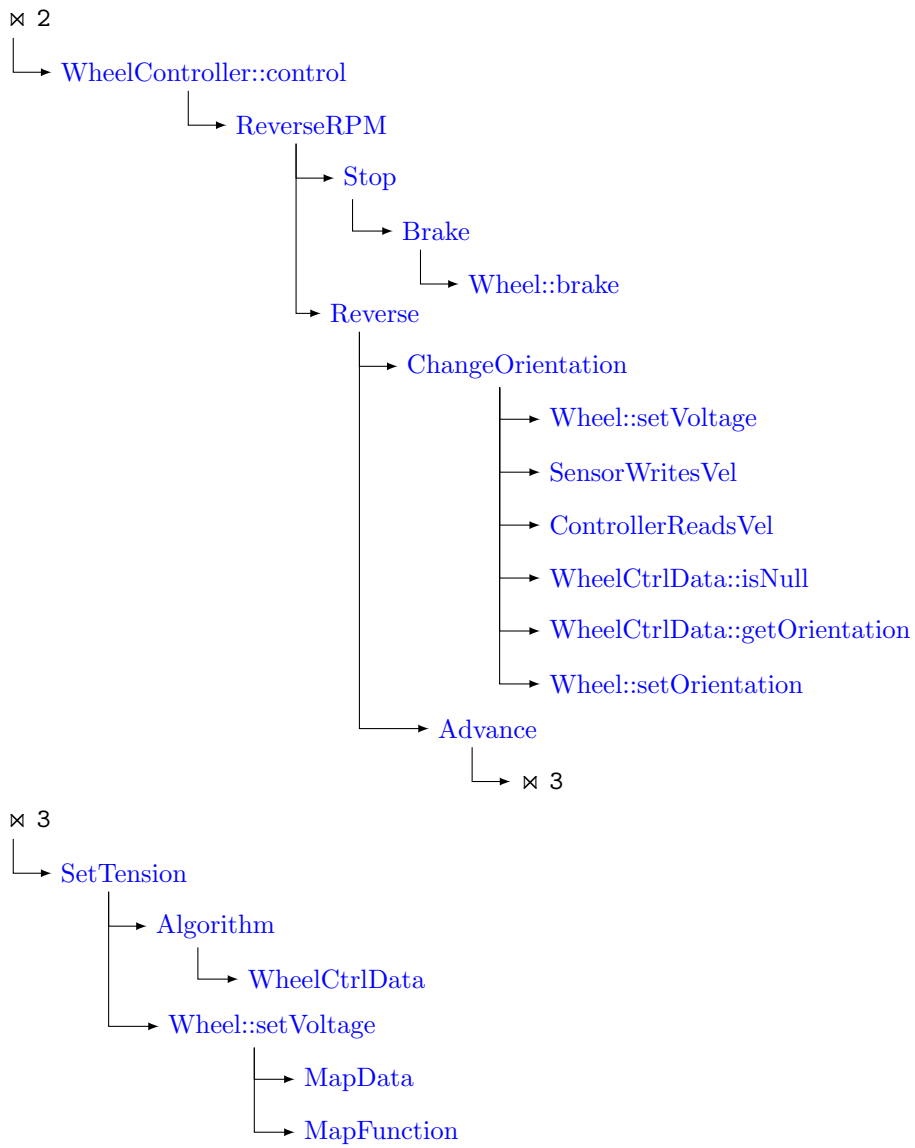 ⋈ 2
WheelController::control
ReverseRPM
Stop
Brake
Wheel::brake
Reverse
ChangeOrientation
Wheel::setVoltage
SensorWritesVel
ControllerReadsVel
WheelCtrlData::isNull
WheelCtrlData::getOrientation
Wheel::setOrientation
Advance
⋈ 3
⋈ 3
SetTension
Algorithm
WheelCtrlData
Wheel::setVoltage
MapData
MapFunction